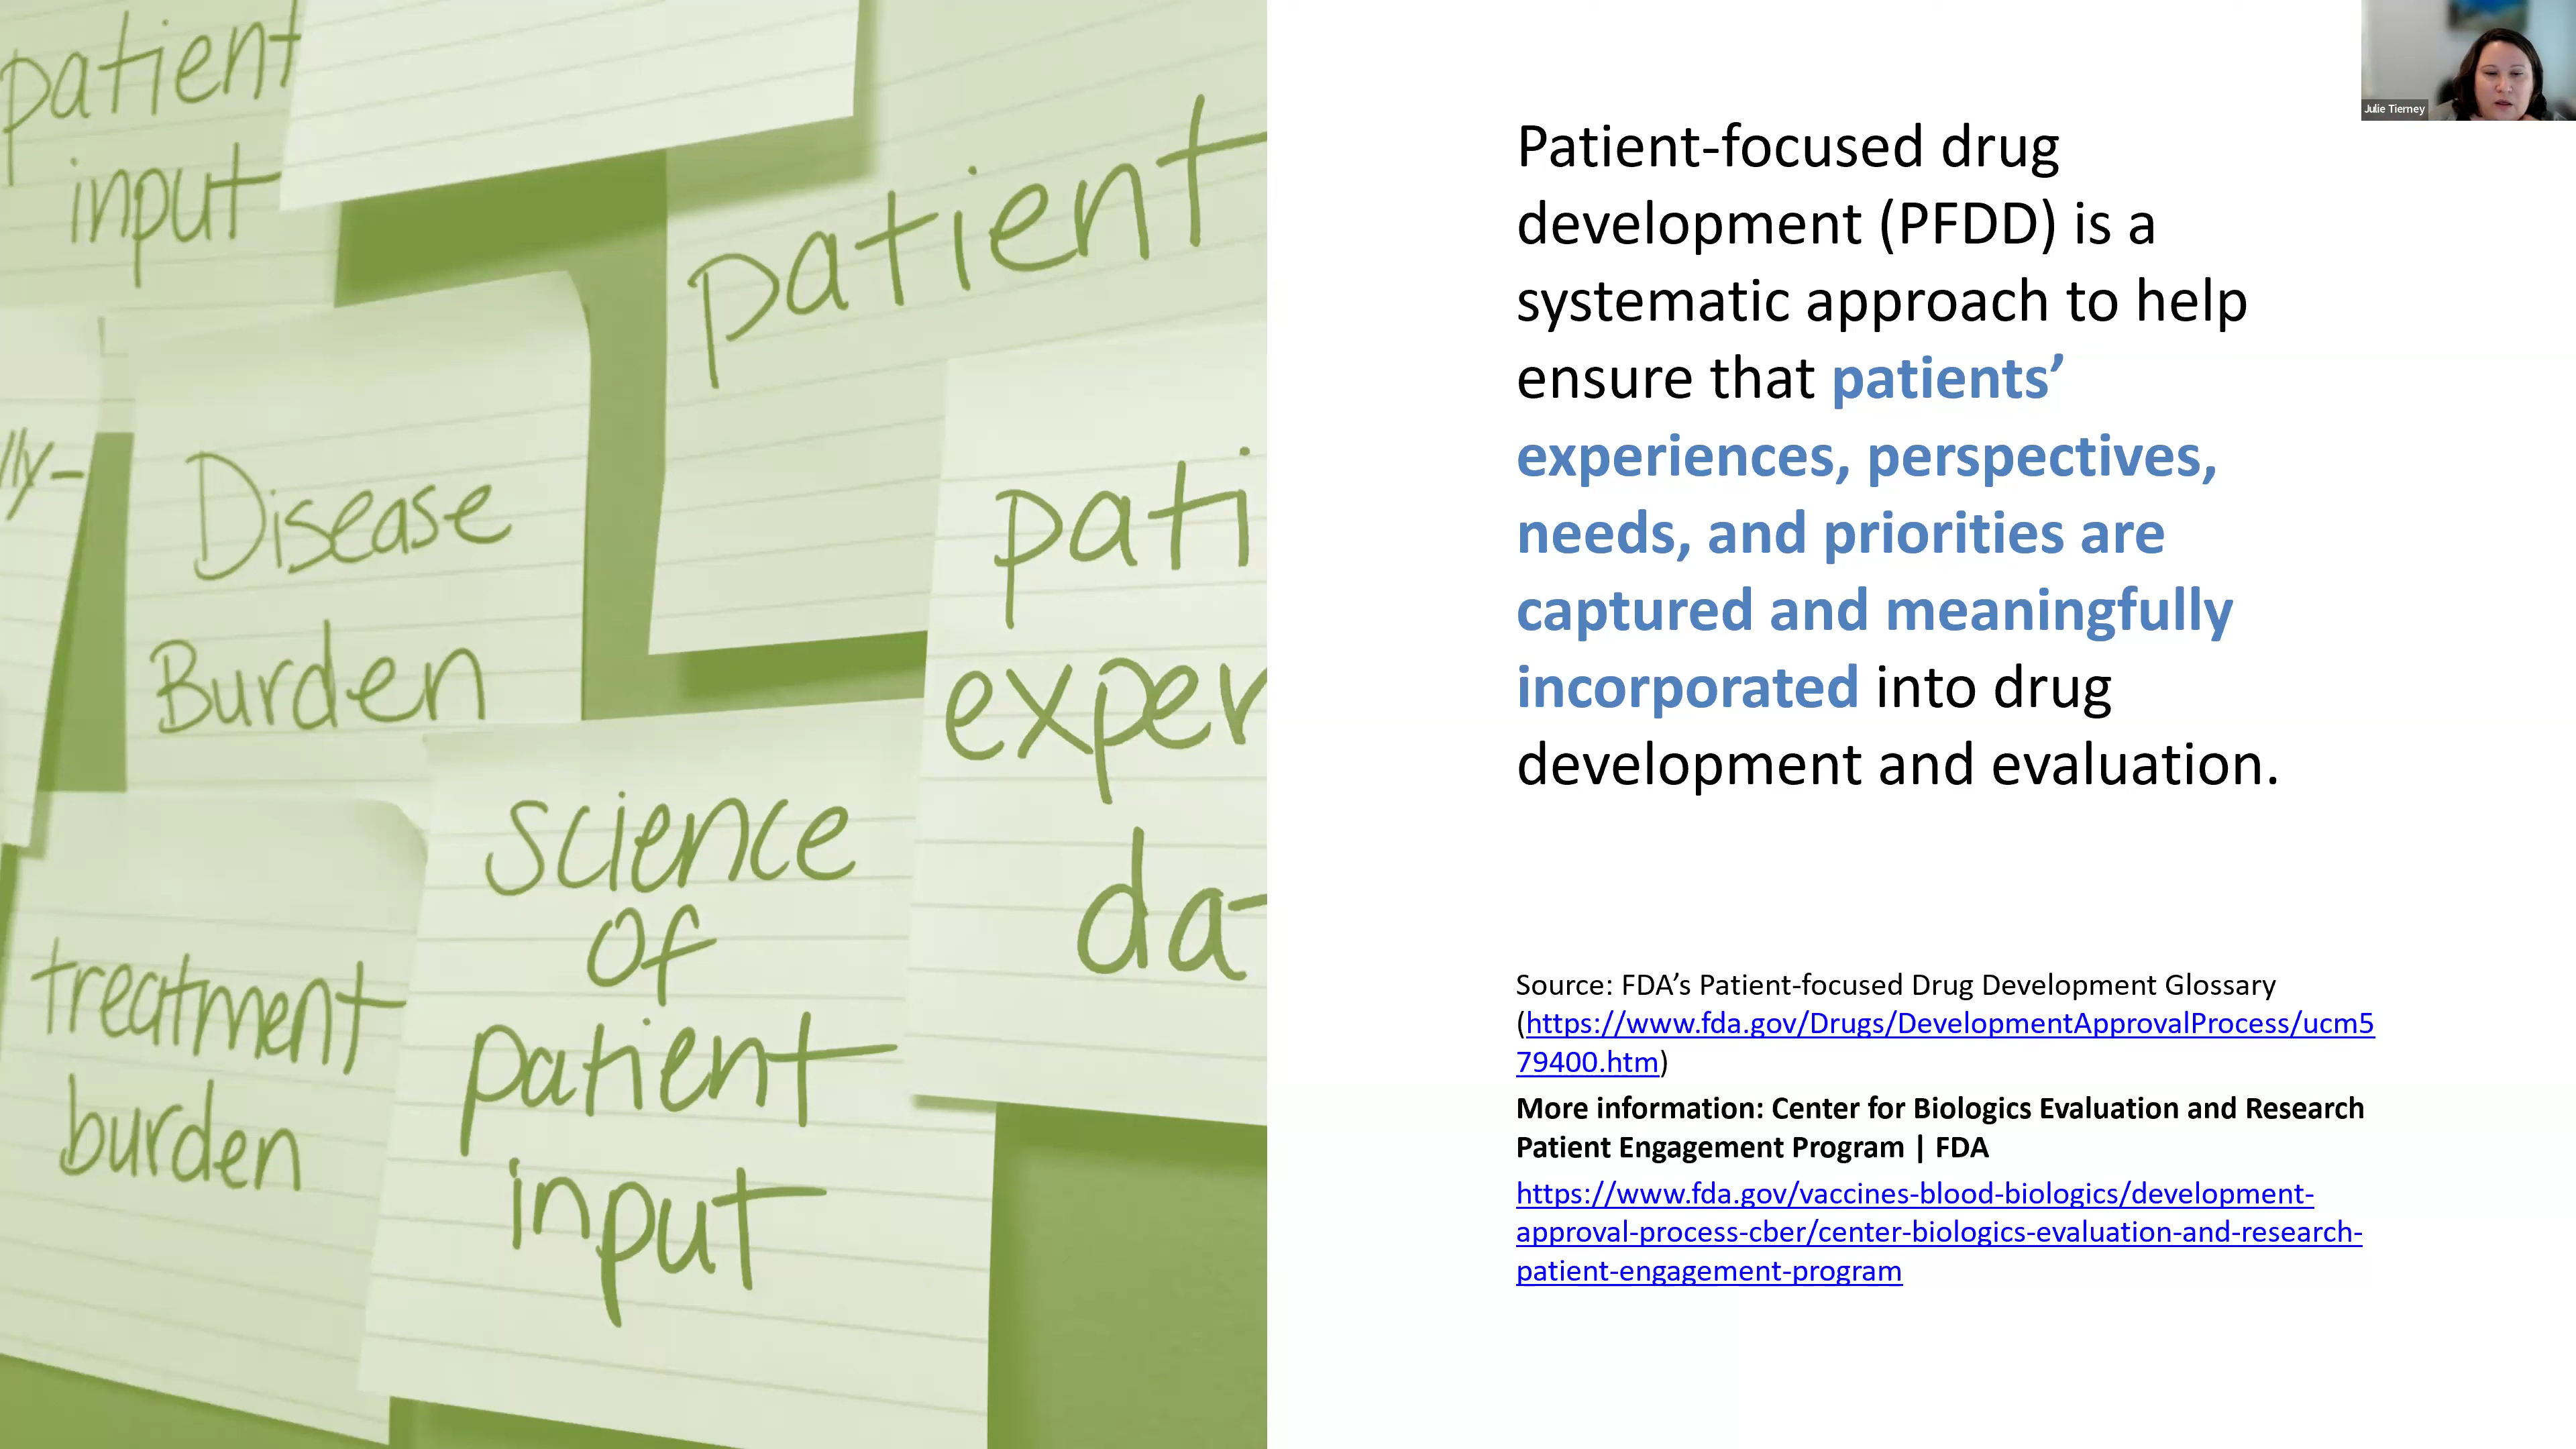 patient
input
patient
lly-
Disease
Burden
pati
exper
da
science
of
patient
input
treatment
burden
Julie Tierney
Patient-focused drug
development (PFDD) is a
systematic approach to help
ensure that patients’
experiences, perspectives,
needs, and priorities are
captured and meaningfully
incorporated into drug
development and evaluation.
Source: FDA’s Patient-focused Drug Development Glossary
(https://www.fda.gov/Drugs/DevelopmentApprovalProcess/ucm5
79400.htm)
More information: Center for Biologics Evaluation and Research
Patient Engagement Program | FDA
https://www.fda.gov/vaccines-blood-biologics/development-
approval-process-cber/center-biologics-evaluation-and-research-
patient-engagement-program